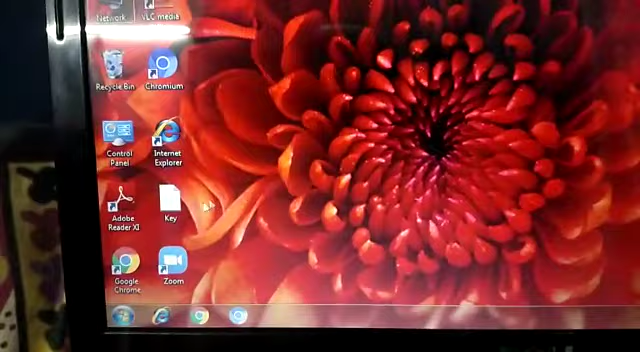 Network
VLC media
Recycle Bin
Chromium
Control
Panel
Internet
Explorer
Adobe
Reader XI
Key
Google
Chrome
Zoom